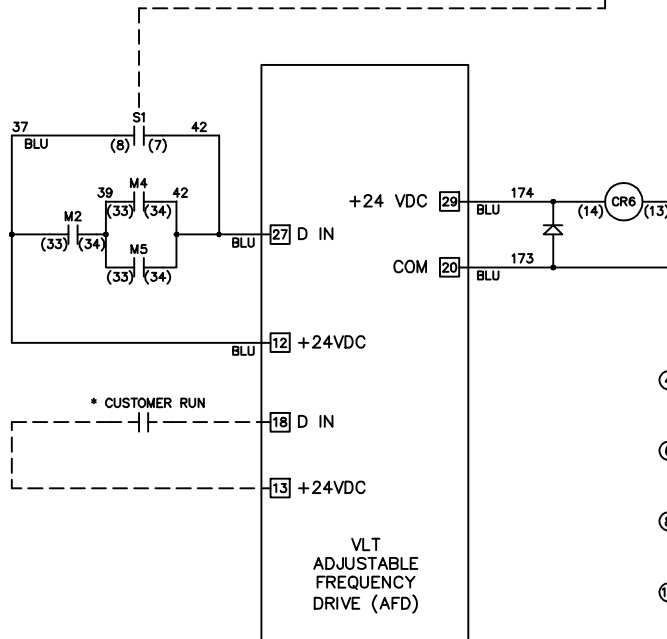 S1
37
42
BLU
(8)
(7)
M4
39
42
(33)
(34)
M2
(33)
(34)
M5
(33)
(34)
BLU
27
D IN
+24 VDC
29
174
BLU
(14)
CR6
(13)
COM
20
173
BLU
BLU
12
+24VDC
* CUSTOMER RUN
18
D IN
13
+24VDC
VLT
ADJUSTABLE
FREQUENCY
DRIVE (AFD)